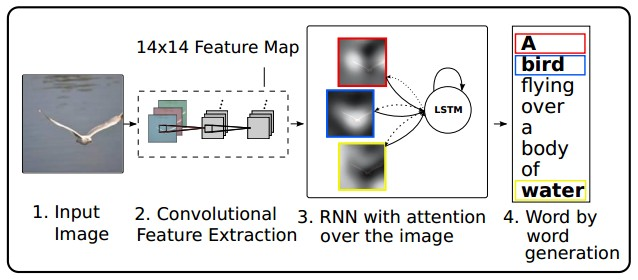 14x14 Feature Map
LSTM
A
bird
flying
over
a
body
of
water
1. Input
Image
2. Convolutional
Feature Extraction
3. RNN with attention
over the image
4. Word by
word
generation